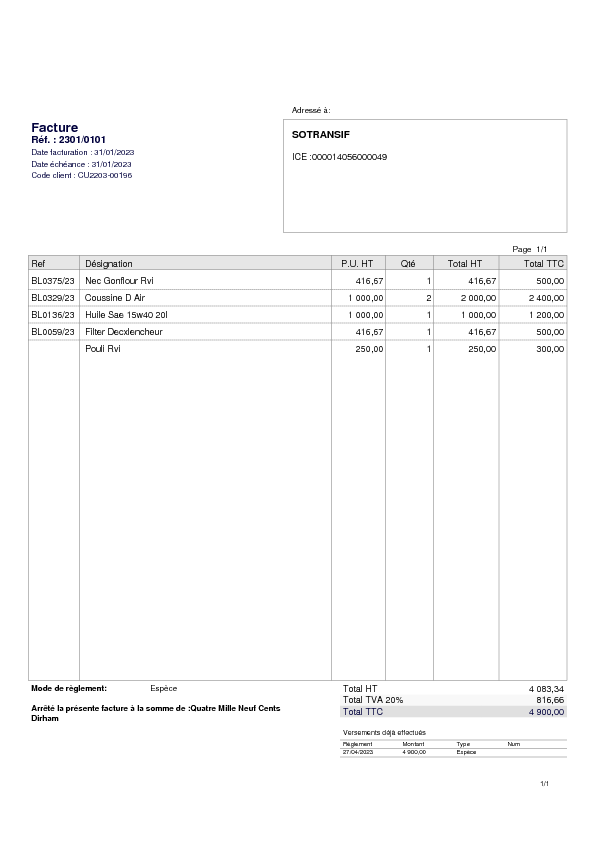 Adressé à:
Facture
Réf. : 2301/0101
Date facturation : 31/01/2023
Date échéance : 31/01/2023
Code client : CU2203-00196
SOTRANSIF
ICE :000014056000049
Page 1/1
Ref Désignation P.U. HT Qté Total HT Total TTC
BL0375/23 Nec Gonflour Rvi 416,67 1 416,67 500,00
BL0329/23 Coussine D Air 1 000,00 2 2 000,00 2 400,00
BL0136/23 Huile Sae 15w40 20l 1 000,00 1 1 000,00 1 200,00
BL0059/23 Filter Decxlencheur 416,67 1 416,67 500,00
Pouli Rvi 250,00 1 250,00 300,00
Mode de règlement: Espèce
Arrêté la présente facture à la somme de :Quatre Mille Neuf Cents
Dirham
Total HT 4 083,34
Total TVA 20% 816,66
Total TTC 4 900,00
Versements déjà effectués
Règlement Montant Type Num
27/04/2023 4 900,00 Espèce
1/1